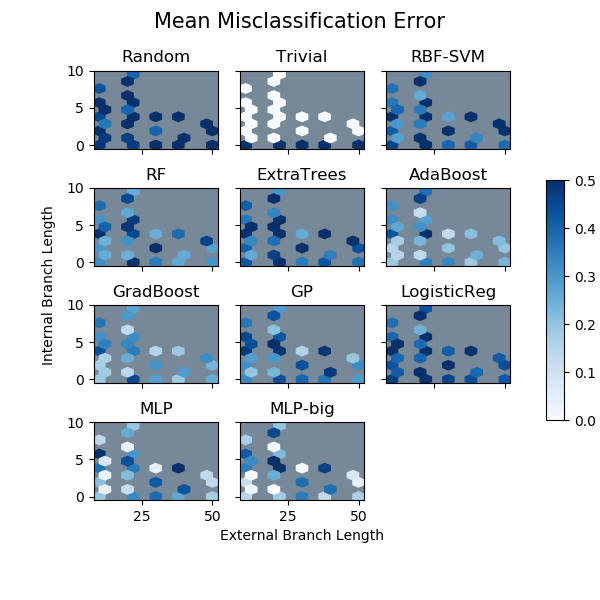 Mean Misclassification Error
Random Trivial RBF-SVM
10
5
0
RF ExtraTrees AdaBoost
10
5
0
GradBoost GP LogisticReg
10
5
0
MLP MLP-big
10
5
0
25 50 25 50
Internal Branch Length
External Branch Length
0.5
0.4
0.3
0.2
0.1
0.0